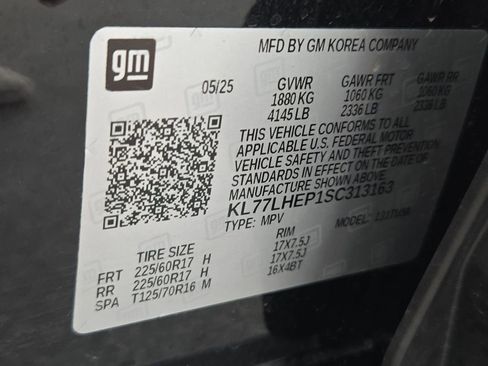 gm
MFD BY GM KOREA COMPANY
05/25 GVWR GAWR FRT GAWR RR
1880 KG 1060 KG 1060 KG
4145 LB 2336 LB 2336 LB
THIS VEHICLE CONFORMS TO ALL
APPLICABLE U.S. FEDERAL MOTOR
VEHICLE SAFETY AND THEFT PREVENTION
STANDARDS IN EFFECT ON THE DATE OF
MANUFACTURE SHOWN ABOVE.
KL77LHEP1SC313163
TYPE: MPV
TIRE SIZE RIM
FRT 225/60R17 H 17X7.5J
RR 225/60R17 H 17X7.5J
SPA T125/70R16 M 16X4BT